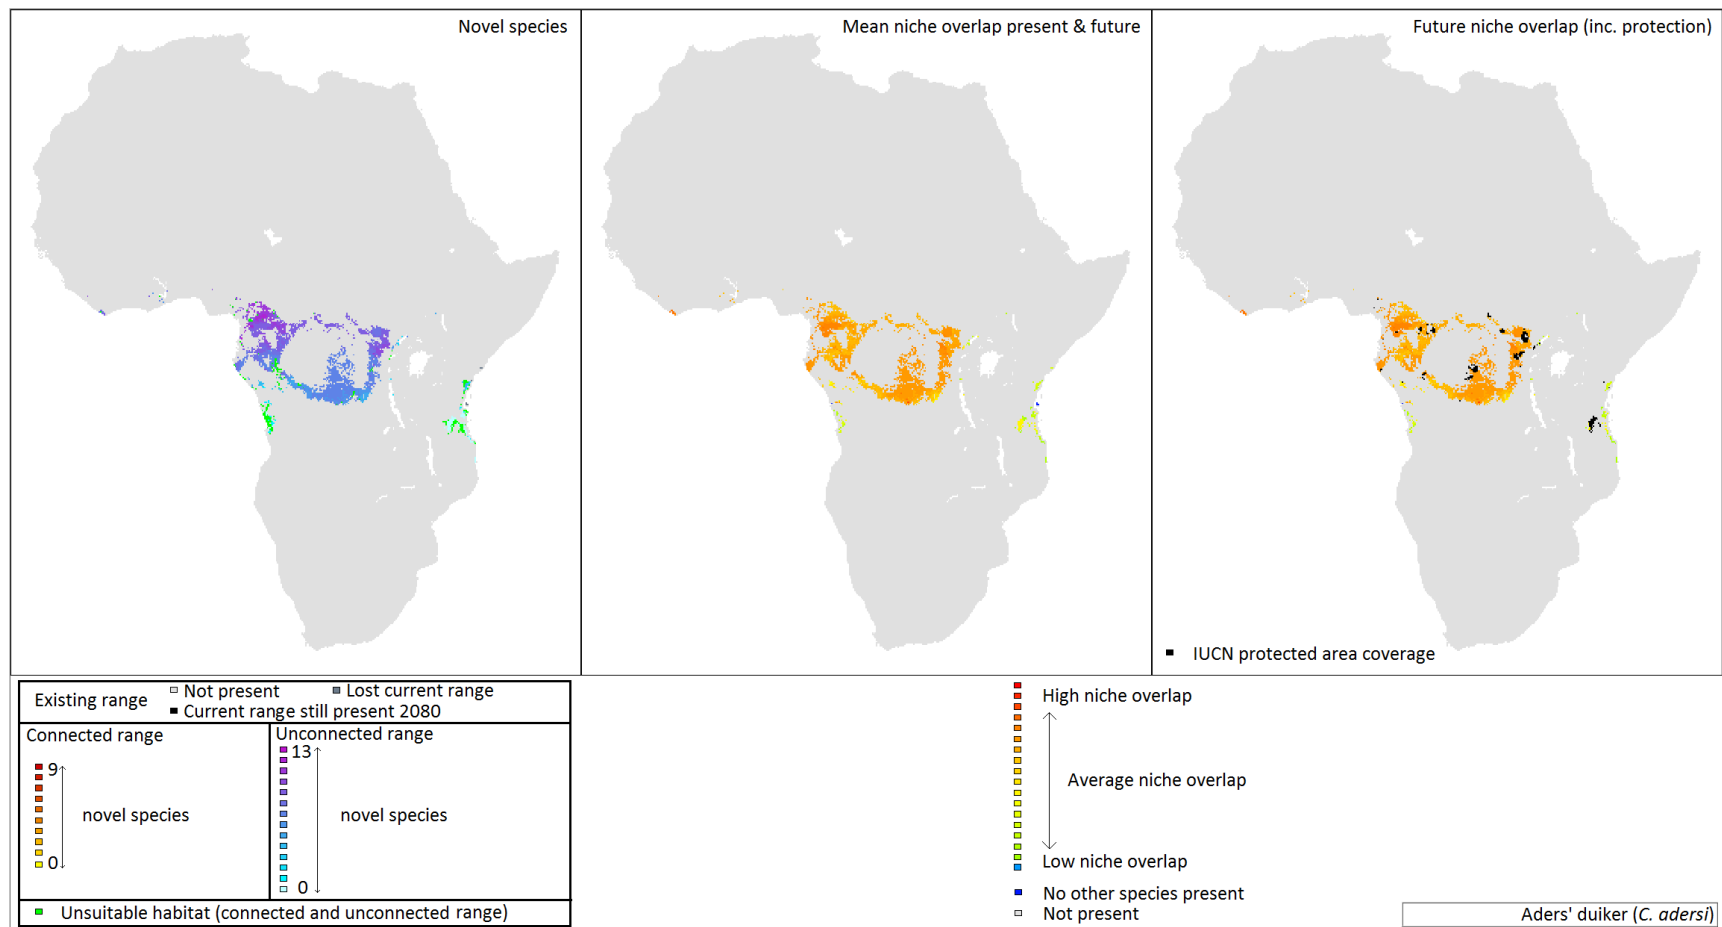 Novel species
Mean niche overlap present & future
Future niche overlap (inc. protection)
IUCN protected area coverage
Existing range
Not present
Lost current range
Current range still present 2080
Connected range
9
novel species
0
Unconnected range
13
novel species
0
Unsuitable habitat (connected and unconnected range)
High niche overlap
Average niche overlap
Low niche overlap
No other species present
Not present
Aders' duiker (C. adersi)